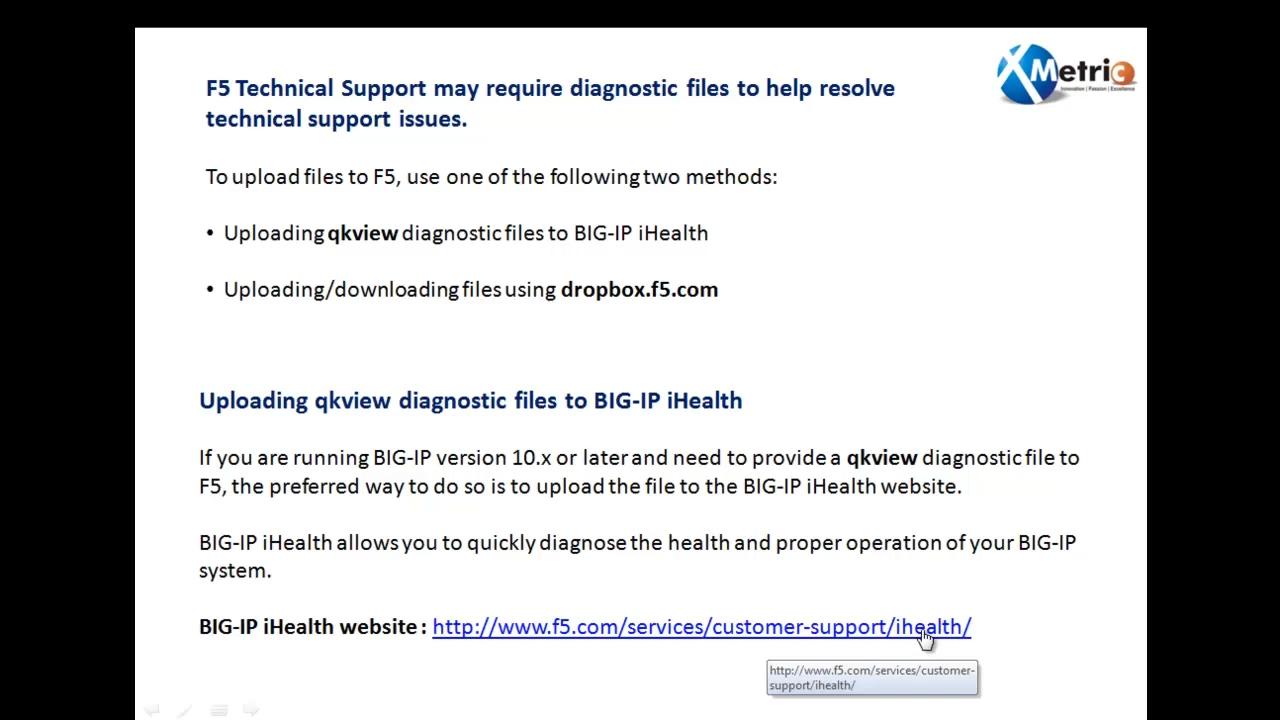 XMetric
Innovation | Passion | Excellence
F5 Technical Support may require diagnostic files to help resolve
technical support issues.
To upload files to F5, use one of the following two methods:
• Uploading qkview diagnostic files to BIG-IP iHealth
• Uploading/downloading files using dropbox.f5.com
Uploading qkview diagnostic files to BIG-IP iHealth
If you are running BIG-IP version 10.x or later and need to provide a qkview diagnostic file to
F5, the preferred way to do so is to upload the file to the BIG-IP iHealth website.
BIG-IP iHealth allows you to quickly diagnose the health and proper operation of your BIG-IP
system.
BIG-IP iHealth website : http://www.f5.com/services/customer-support/ihealth/
http://www.f5.com/services/customer-
support/ihealth/